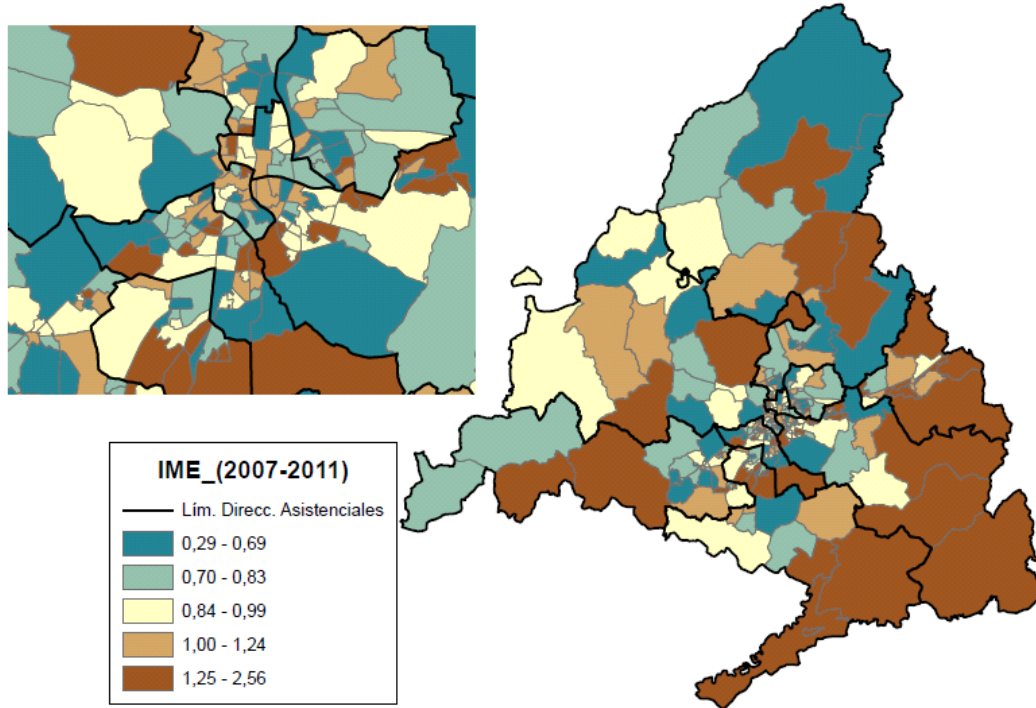 IME_(2007-2011)
Lím. Direcc. Asistenciales
0,29 - 0,69
0,70 - 0,83
0,84 - 0,99
1,00 - 1,24
1,25 - 2,56